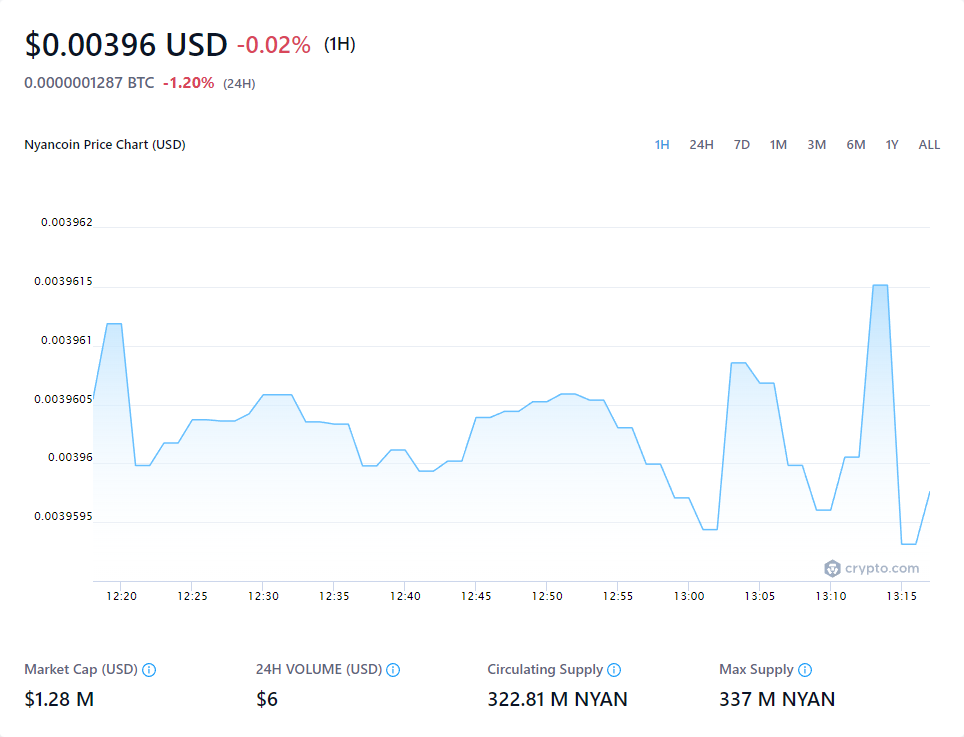 $0.00396 USD -0.02% (1H)
0.0000001287 BTC -1.20% (24H)
Nyancoin Price Chart (USD)
1H 24H 7D 1M 3M 6M 1Y ALL
0.003962
0.0039615
0.003961
0.0039605
0.00396
0.0039595
crypto.com
12:20 12:25 12:30 12:35 12:40 12:45 12:50 12:55 13:00 13:05 13:10 13:15
Market Cap (USD) 24H VOLUME (USD) Circulating Supply Max Supply
$1.28 M $6 322.81 M NYAN 337 M NYAN